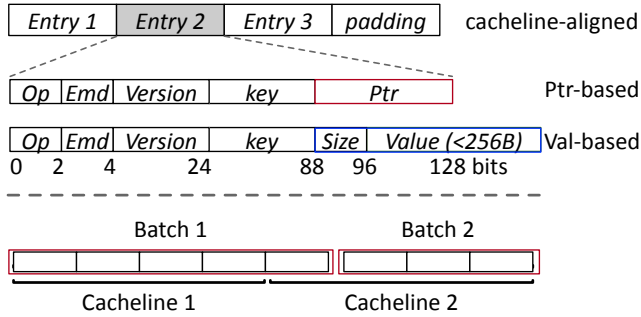 Entry 1 Entry 2 Entry 3 padding cacheline-aligned
Op Emd Version key Ptr Ptr-based
Op Emd Version key Size Value (<256B) Val-based
0 2 4 24 88 96 128 bits
Batch 1 Batch 2
Cacheline 1 Cacheline 2